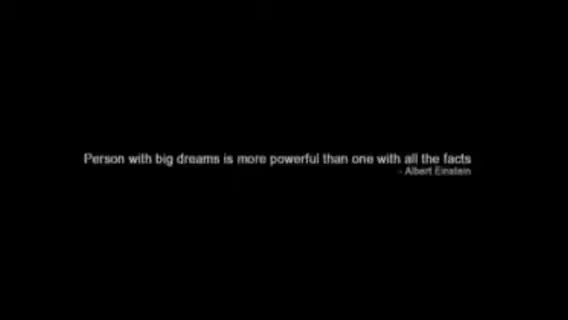 Person with big dreams is more powerful than one with all the facts
- Albert Einstein